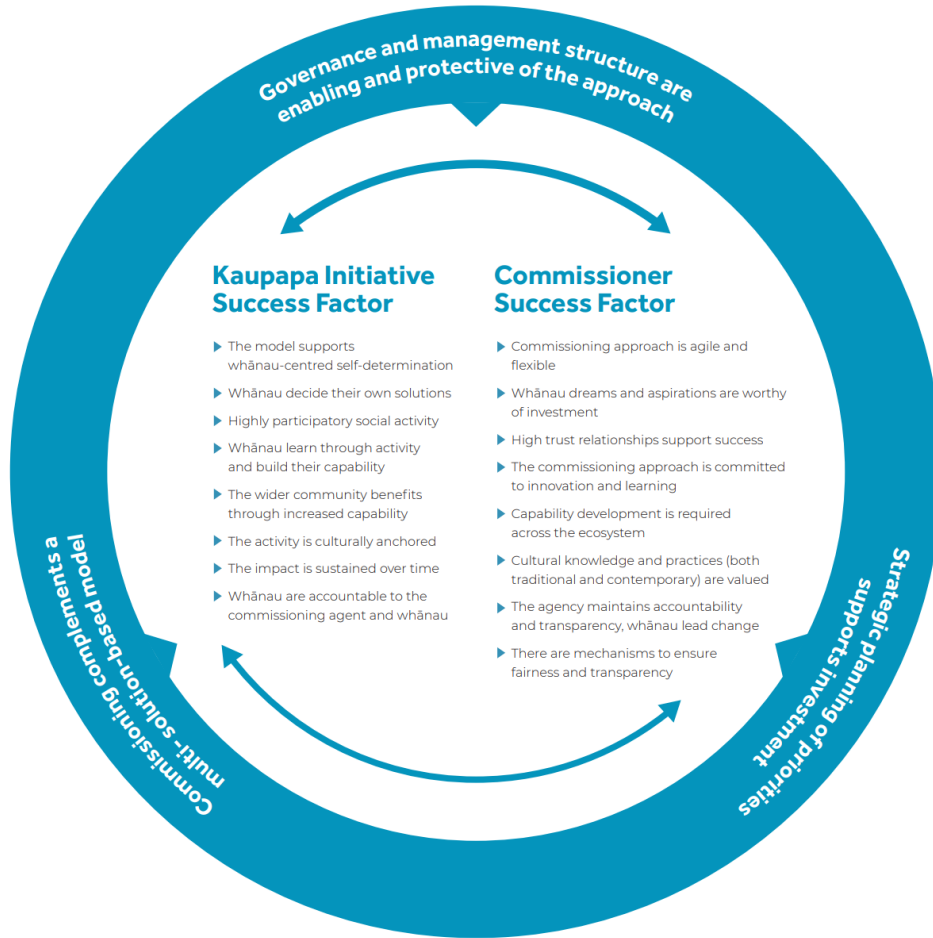 Governance and management structure are
enabling and protective of the approach
Kaupapa Initiative
Success Factor
The model supports
whānau-centred self-determination
Whānau decide their own solutions
Highly participatory social activity
Whānau learn through activity
and build their capability
The wider community benefits
through increased capability
The activity is culturally anchored
The impact is sustained over time
Whānau are accountable to the
commissioning agent and whānau
Commissioner
Success Factor
Commissioning approach is agile and
flexible
Whānau dreams and aspirations are worthy
of investment
High trust relationships support success
The commissioning approach is committed
to innovation and learning
Capability development is required
across the ecosystem
Cultural knowledge and practices (both
traditional and contemporary) are valued
The agency maintains accountability
and transparency, whānau lead change
There are mechanisms to ensure
fairness and transparency
Commissioning complements a
multi-solution-based model
Strategic planning of priorities
supports investment